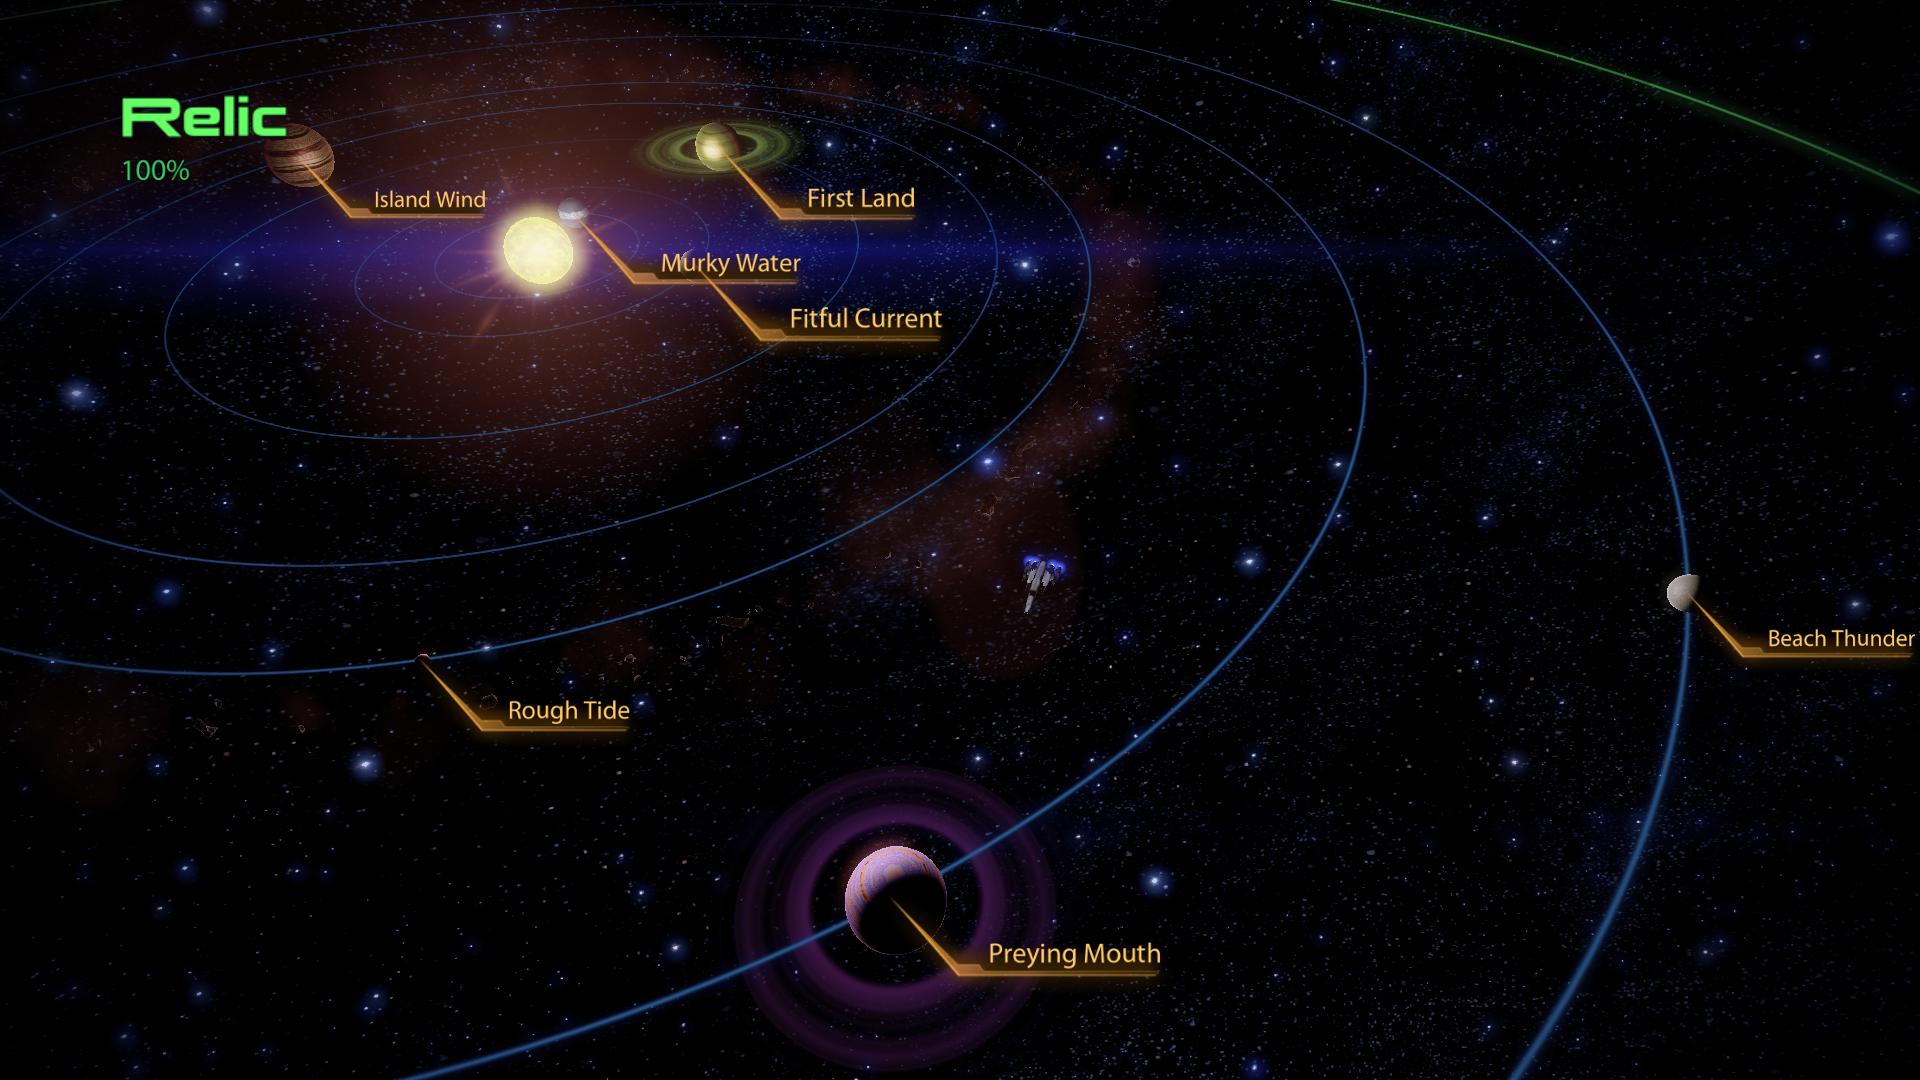 Relic
100%
Island Wind
First Land
Murky Water
Fitful Current
Beach Thunder
Rough Tide
Preying Mouth